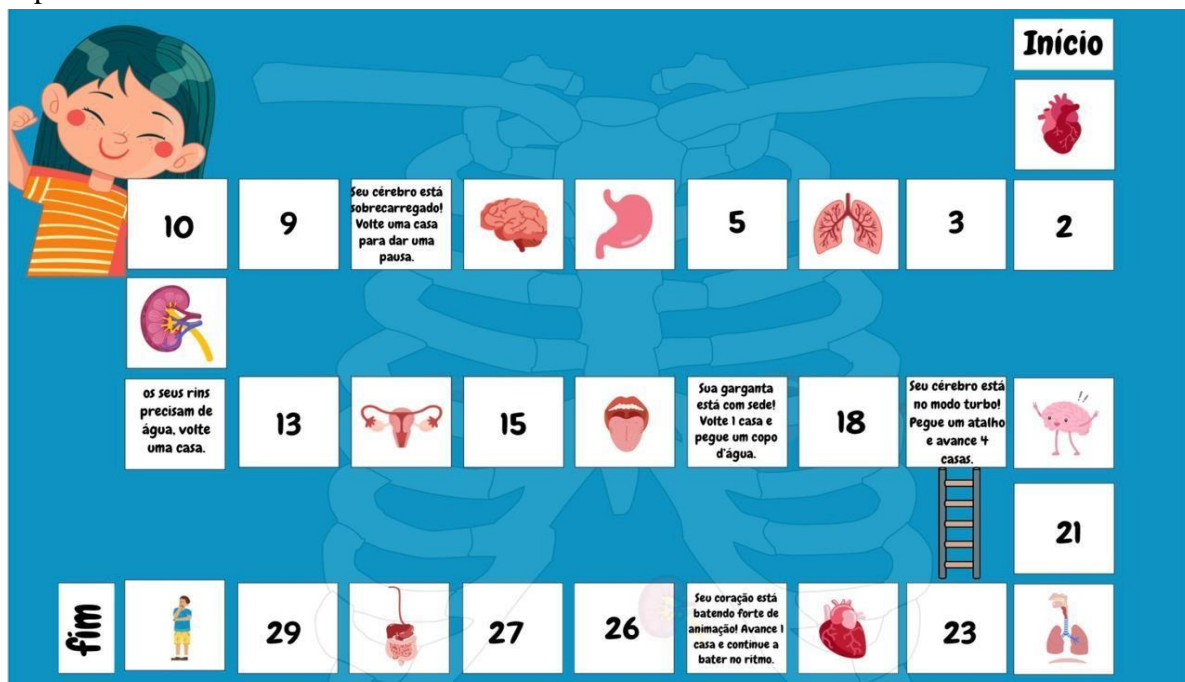 Início
10
9
Seu cérebro está
sobrecarregado!
Volte uma casa
para dar uma
pausa.
5
3
2
os seus rins
precisam de
água, volte
uma casa.
13
15
Sua garganta
está com sede!
Volte 1 casa e
pegue um copo
d'água.
18
Seu cérebro está
no modo turbo!
Pegue um atalho
e avance 4
casas.
!!
21
fim
29
27
26
Seu coração está
batendo forte de
animação! Avance 1
casa e continue a
bater no ritmo.
23